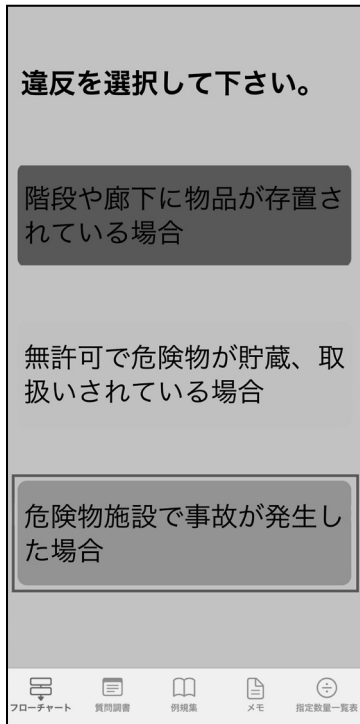 違反を選択して下さい。
階段や廊下に物品が存置さ
れている場合
無許可で危険物が貯蔵、取
扱いされている場合
危険物施設で事故が発生し
た場合
フローチャート 質問調書 例規集 メモ 指定数量一覧表